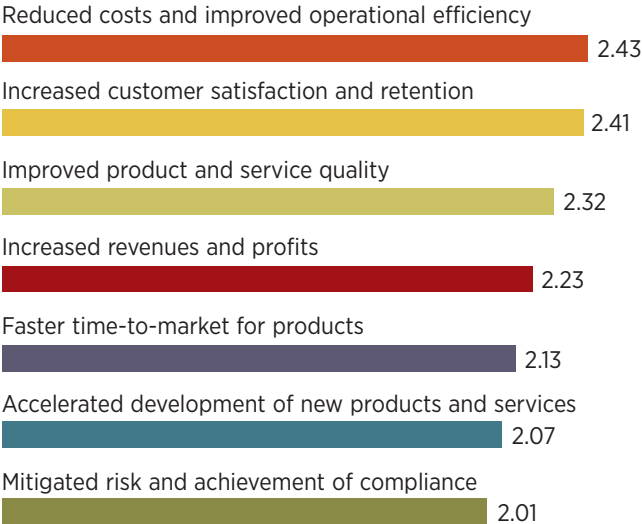 Reduced costs and improved operational efficiency
2.43
Increased customer satisfaction and retention
2.41
Improved product and service quality
2.32
Increased revenues and profits
2.23
Faster time-to-market for products
2.13
Accelerated development of new products and services
2.07
Mitigated risk and achievement of compliance
2.01